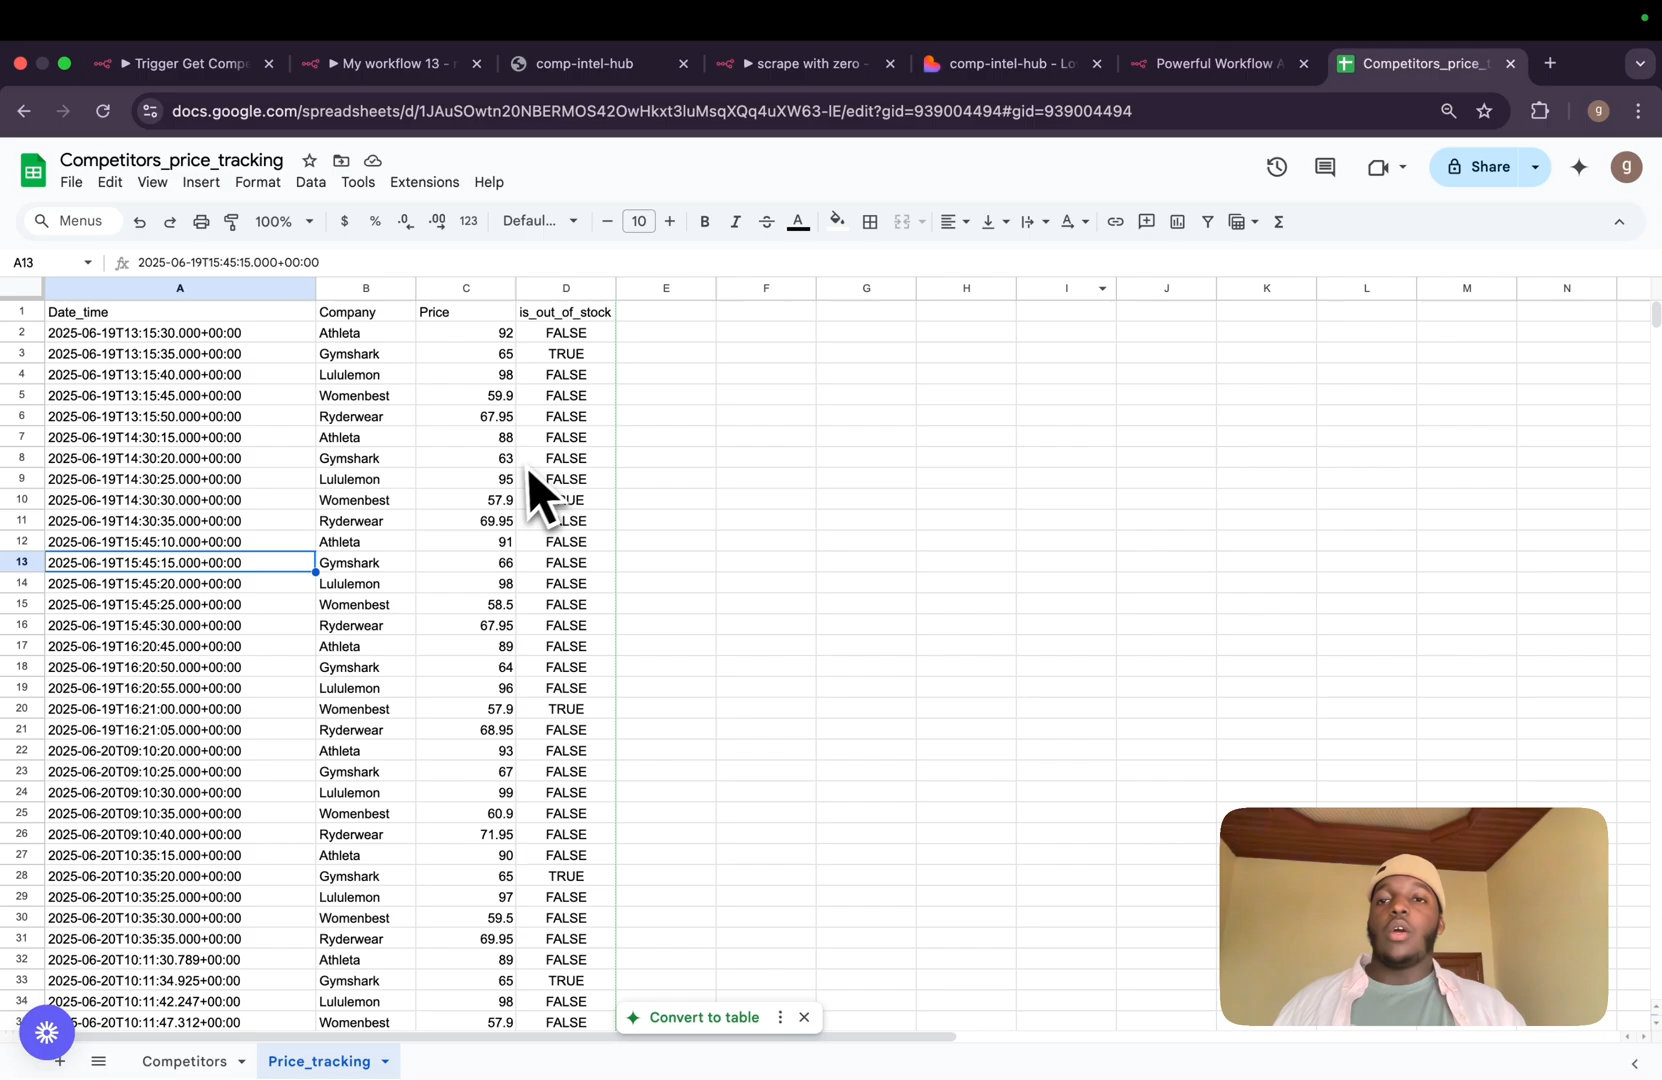 Trigger Get Compe
My workflow 13 -
comp-intel-hub
scrape with zero -
comp-intel-hub - Lo
Powerful Workflow A
Competitors_price_t
docs.google.com/spreadsheets/d/1JAuSOwtn20NBERMOS42OwHkxt3luMsqXQq4uXW63-lE/edit?gid=939004494#gid=939004494
g
Competitors_price_tracking
File Edit View Insert Format Data Tools Extensions Help
Share
g
Menus 100% $ % .0 .00 123 Defaul... 10 B I A
A13 fx 2025-06-19T15:45:15.000+00:00
A B C D E F G H I J K L M N
1 Date_time Company Price is_out_of_stock
2 2025-06-19T13:15:30.000+00:00 Athleta 92 FALSE
3 2025-06-19T13:15:35.000+00:00 Gymshark 65 TRUE
4 2025-06-19T13:15:40.000+00:00 Lululemon 98 FALSE
5 2025-06-19T13:15:45.000+00:00 Womenbest 59.9 FALSE
6 2025-06-19T13:15:50.000+00:00 Ryderwear 67.95 FALSE
7 2025-06-19T14:30:15.000+00:00 Athleta 88 FALSE
8 2025-06-19T14:30:20.000+00:00 Gymshark 63 FALSE
9 2025-06-19T14:30:25.000+00:00 Lululemon 95 FALSE
10 2025-06-19T14:30:30.000+00:00 Womenbest 57.9 UE
11 2025-06-19T14:30:35.000+00:00 Ryderwear 69.95 LSE
12 2025-06-19T15:45:10.000+00:00 Athleta 91 FALSE
13 2025-06-19T15:45:15.000+00:00 Gymshark 66 FALSE
14 2025-06-19T15:45:20.000+00:00 Lululemon 98 FALSE
15 2025-06-19T15:45:25.000+00:00 Womenbest 58.5 FALSE
16 2025-06-19T15:45:30.000+00:00 Ryderwear 67.95 FALSE
17 2025-06-19T16:20:45.000+00:00 Athleta 89 FALSE
18 2025-06-19T16:20:50.000+00:00 Gymshark 64 FALSE
19 2025-06-19T16:20:55.000+00:00 Lululemon 96 FALSE
20 2025-06-19T16:21:00.000+00:00 Womenbest 57.9 TRUE
21 2025-06-19T16:21:05.000+00:00 Ryderwear 68.95 FALSE
22 2025-06-20T09:10:20.000+00:00 Athleta 93 FALSE
23 2025-06-20T09:10:25.000+00:00 Gymshark 67 FALSE
24 2025-06-20T09:10:30.000+00:00 Lululemon 99 FALSE
25 2025-06-20T09:10:35.000+00:00 Womenbest 60.9 FALSE
26 2025-06-20T09:10:40.000+00:00 Ryderwear 71.95 FALSE
27 2025-06-20T10:35:15.000+00:00 Athleta 90 FALSE
28 2025-06-20T10:35:20.000+00:00 Gymshark 65 TRUE
29 2025-06-20T10:35:25.000+00:00 Lululemon 97 FALSE
30 2025-06-20T10:35:30.000+00:00 Womenbest 59.5 FALSE
31 2025-06-20T10:35:35.000+00:00 Ryderwear 69.95 FALSE
32 2025-06-20T10:11:30.789+00:00 Athleta 89 FALSE
33 2025-06-20T10:11:34.925+00:00 Gymshark 65 TRUE
34 2025-06-20T10:11:42.247+00:00 Lululemon 98 FALSE
5-06-20T10:11:47.312+00:00 Womenbest 57.9 FALSE
Convert to table
Competitors Price_tracking